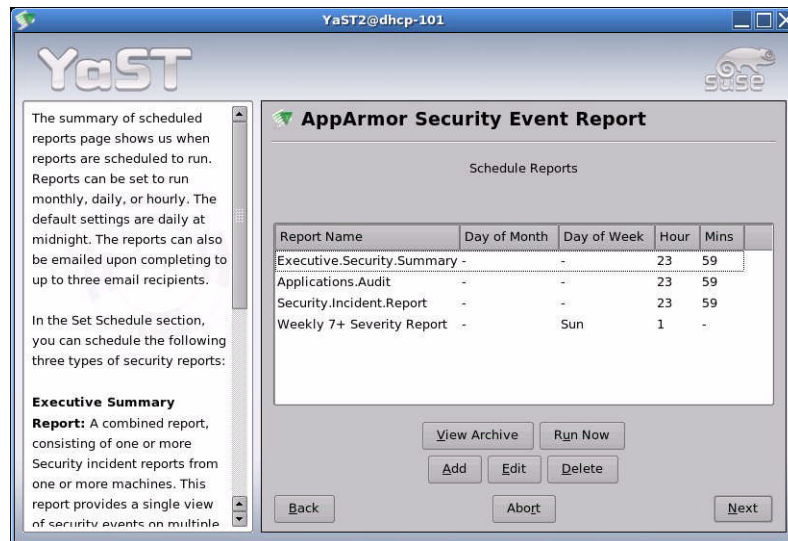 YaST2@dhcp-101
YaST
suse
The summary of scheduled
reports page shows us when
reports are scheduled to run.
Reports can be set to run
monthly, daily, or hourly. The
default settings are daily at
midnight. The reports can also
be emailed upon completing to
up to three email recipients.
In the Set Schedule section,
you can schedule the following
three types of security reports:
Executive Summary
Report: A combined report,
consisting of one or more
Security incident reports from
one or more machines. This
report provides a single view
of security events on multiple
AppArmor Security Event Report
Schedule Reports
Report Name Day of Month Day of Week Hour Mins
Executive.Security.Summary - - 23 59
Applications.Audit - - 23 59
Security.Incident.Report - - 23 59
Weekly 7+ Severity Report - Sun 1 -
View Archive Run Now
Add Edit Delete
Back Abort Next